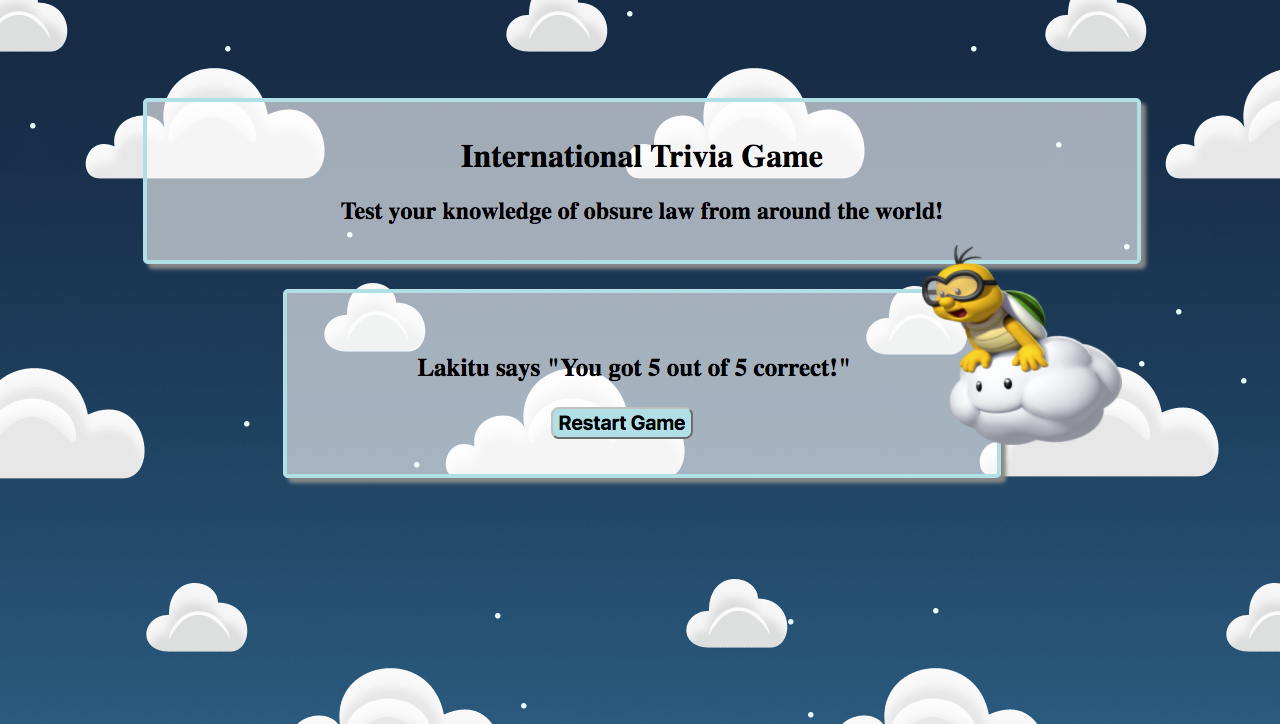 International Trivia Game
Test your knowledge of obsure law from around the world!
Lakitu says "You got 5 out of 5 correct!"
Restart Game